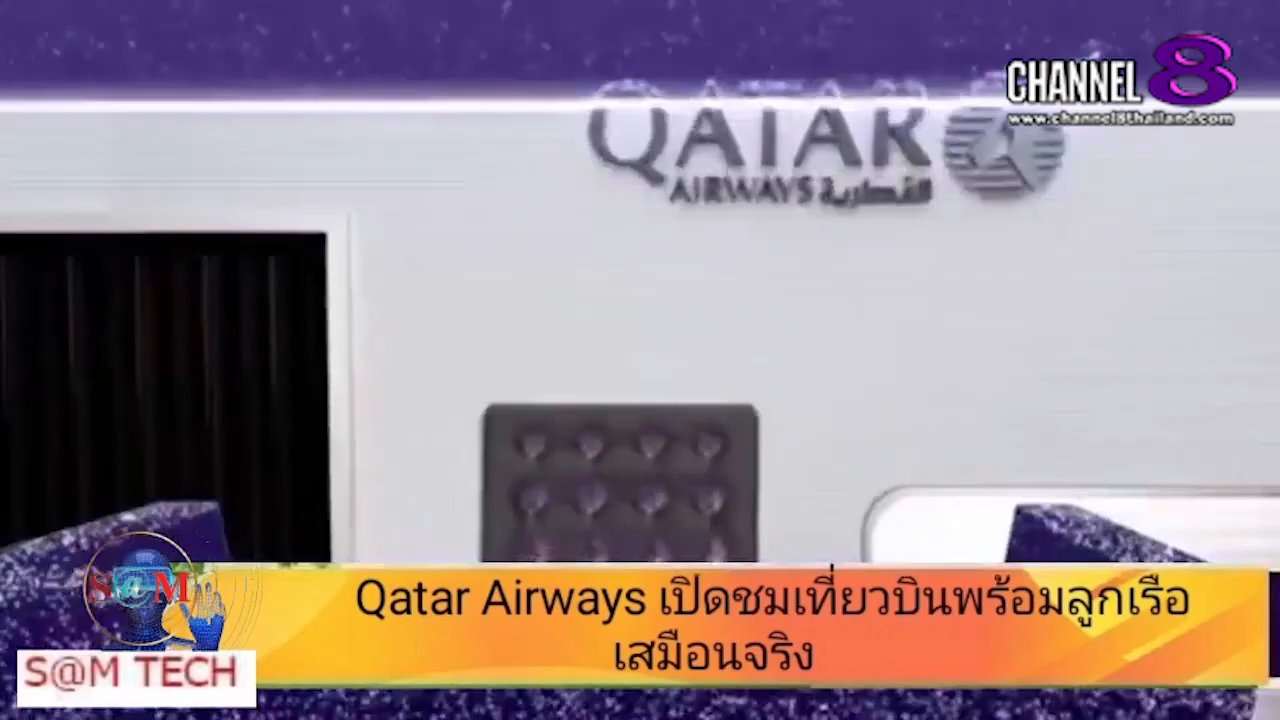 CHANNEL 8
www.channel8thailand.com
QATAR
AIRWAYS القطرية
S@M
Qatar Airways เปิดชมเที่ยวบินพร้อมลูกเรือ
เสมือนจริง
S@M TECH